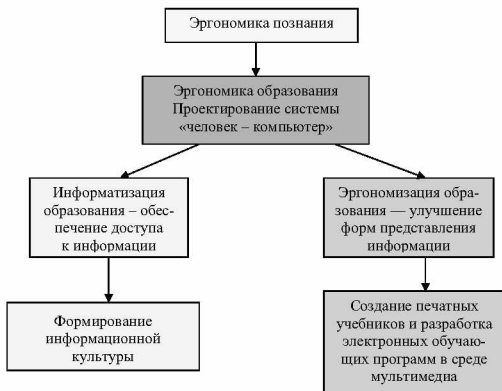 Эргономика познания
Эргономика образования
Проектирование системы
«человек – компьютер»
Информатизация
образования – обес-
печение доступа
к информации
Эргономизация обра-
зования — улучшение
форм представления
информации
Формирование
информационной
культуры
Создание печатных
учебников и разработка
электронных обучаю-
щих программ в среде
мультимедиа